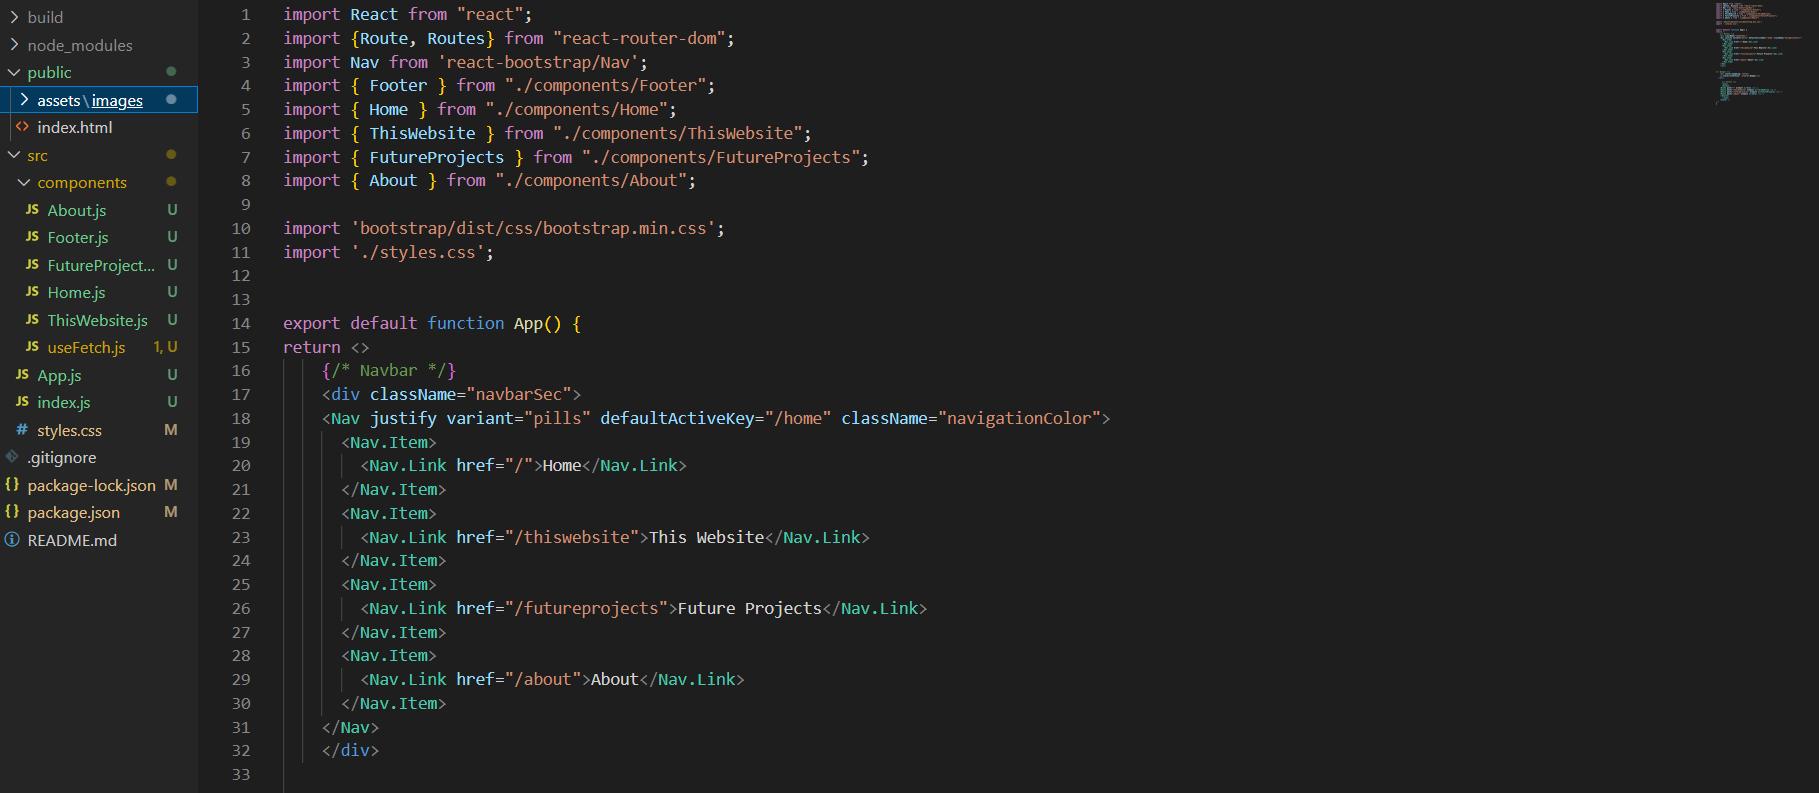 build
node_modules
public
assets\images
index.html
src
components
About.js U
Footer.js U
FutureProject... U
Home.js U
ThisWebsite.js U
useFetch.js 1, U
App.js U
index.js U
# styles.css M
.gitignore
{} package-lock.json M
{} package.json M
README.md
1 import React from "react";
2 import {Route, Routes} from "react-router-dom";
3 import Nav from 'react-bootstrap/Nav';
4 import { Footer } from "./components/Footer";
5 import { Home } from "./components/Home";
6 import { ThisWebsite } from "./components/ThisWebsite";
7 import { FutureProjects } from "./components/FutureProjects";
8 import { About } from "./components/About";
9
10 import 'bootstrap/dist/css/bootstrap.min.css';
11 import './styles.css';
12
13
14 export default function App() {
15 return <>
16 {/* Navbar */}
17 <div className="navbarSec">
18 <Nav justify variant="pills" defaultActiveKey="/home" className="navigationColor">
19 <Nav.Item>
20 <Nav.Link href="/">Home</Nav.Link>
21 </Nav.Item>
22 <Nav.Item>
23 <Nav.Link href="/thiswebsite">This Website</Nav.Link>
24 </Nav.Item>
25 <Nav.Item>
26 <Nav.Link href="/futureprojects">Future Projects</Nav.Link>
27 </Nav.Item>
28 <Nav.Item>
29 <Nav.Link href="/about">About</Nav.Link>
30 </Nav.Item>
31 </Nav>
32 </div>
33